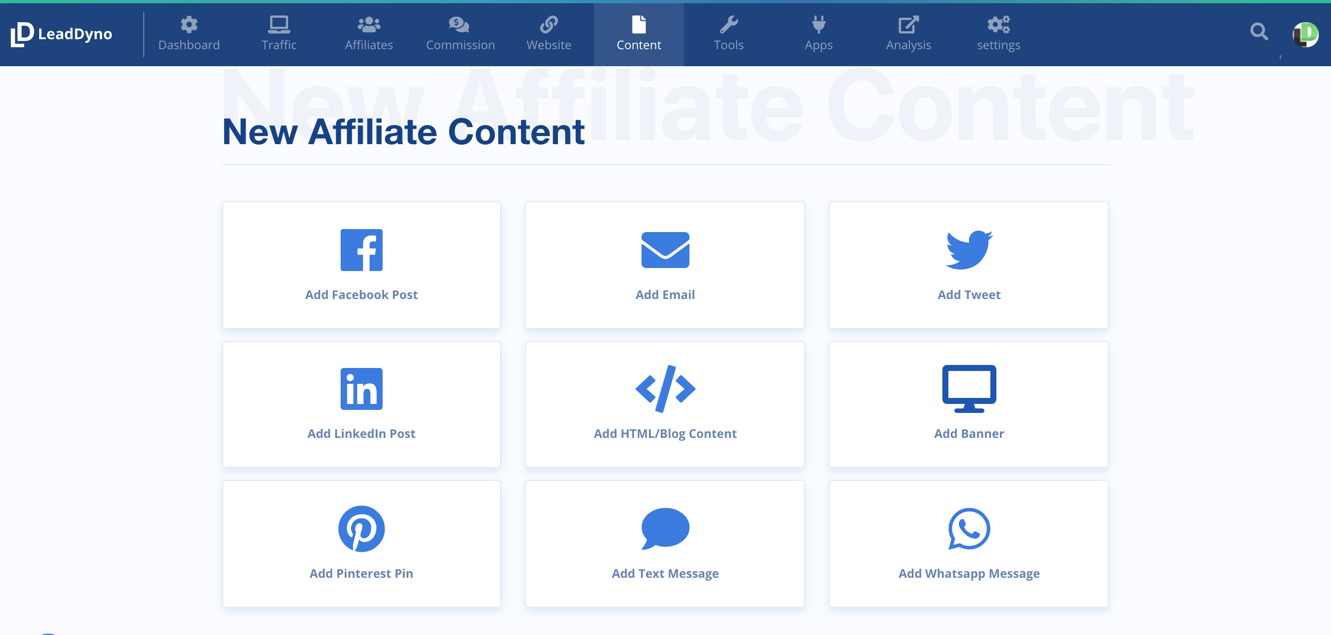 LeadDyno
Dashboard
Traffic
Affiliates
Commission
Website
Content
Tools
Apps
Analysis
settings
New Affiliate Content
New Affiliate Content
Add Facebook Post
Add Email
Add Tweet
Add LinkedIn Post
Add HTML/Blog Content
Add Banner
Add Pinterest Pin
Add Text Message
Add Whatsapp Message